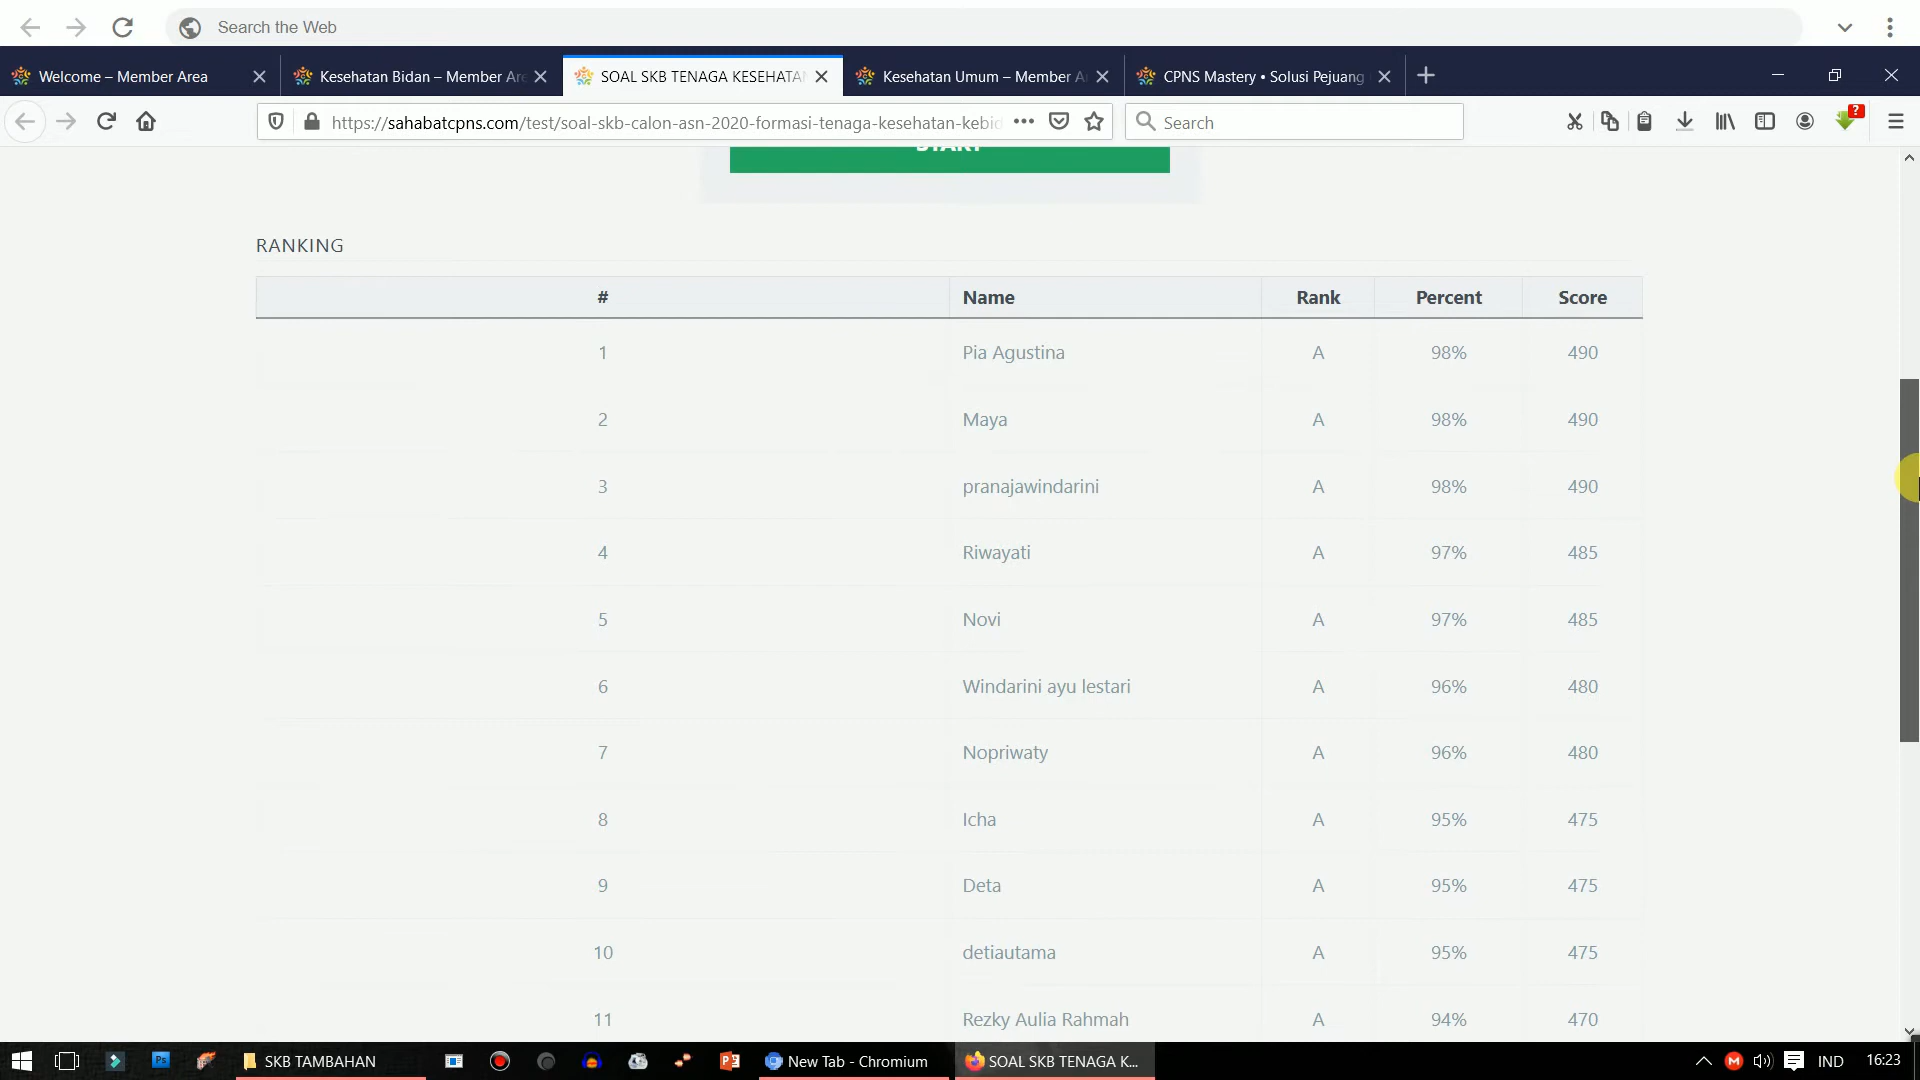 Search the Web
Welcome – Member Area
Kesehatan Bidan – Member Are
SOAL SKB TENAGA KESEHATAN
Kesehatan Umum – Member A
CPNS Mastery • Solusi Pejuang
https://sahabatcpns.com/test/soal-skb-calon-asn-2020-formasi-tenaga-kesehatan-kebid
Search
?
START
RANKING
# Name Rank Percent Score
1 Pia Agustina A 98% 490
2 Maya A 98% 490
3 pranajawindarini A 98% 490
4 Riwayati A 97% 485
5 Novi A 97% 485
6 Windarini ayu lestari A 96% 480
7 Nopriwaty A 96% 480
8 Icha A 95% 475
9 Deta A 95% 475
10 detiautama A 95% 475
11 Rezky Aulia Rahmah A 94% 470
Ps
SKB TAMBAHAN
New Tab - Chromium
SOAL SKB TENAGA K...
IND
16:23